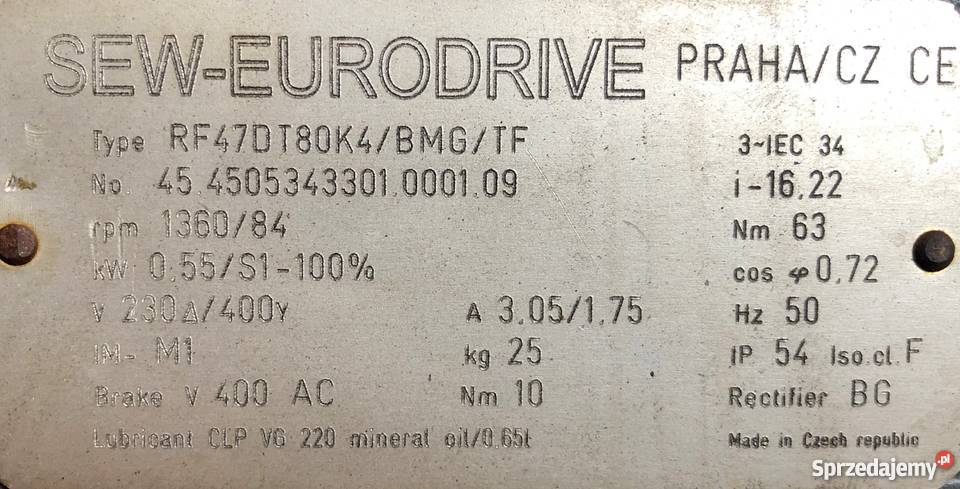 SEW-EURODRIVE PRAHA/CZ CE
Type RF47DT80K4/BMG/TF 3~IEC 34
No. 45.4505343301.0001.09 i-16,22
rpm 1360/84 Nm 63
kW 0,55/S1-100% cos φ 0,72
V 230Δ/400Y A 3,05/1,75 Hz 50
IM- M1 kg 25 IP 54 Iso.cl. F
Brake V 400 AC Nm 10 Rectifier BG
Lubricant CLP VG 220 mineral oil/0.65l Made in Czech republic
Sprzedajemy.pl